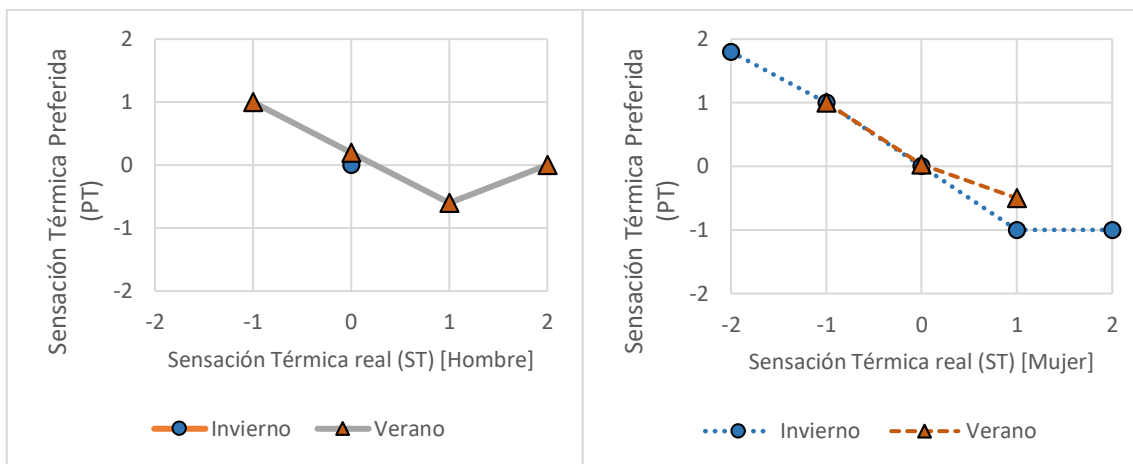 Sensación Térmica Preferida
(PT)
2
1
0
-1
-2
-2
-1
0
1
2
Sensación Térmica real (ST) [Hombre]
Invierno
Verano
Sensación Térmica Preferida
(PT)
2
1
0
-1
-2
-2
-1
0
1
2
Sensación Térmica real (ST) [Mujer]
Invierno
Verano